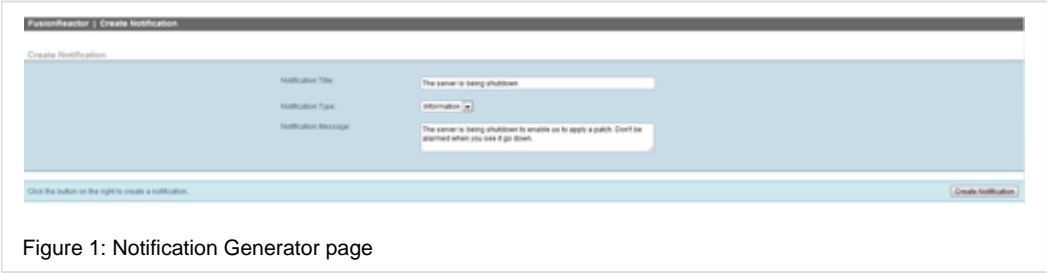 FusionReactor | Create Notification
Create Notification
Notification Title:
The server is being shutdown
Notification Type:
Information
Notification Message:
The server is being shutdown to enable us to apply a patch. Don't be
alarmed when you see it go down.
Click the button on the right to create a notification.
Create Notification
Figure 1: Notification Generator page